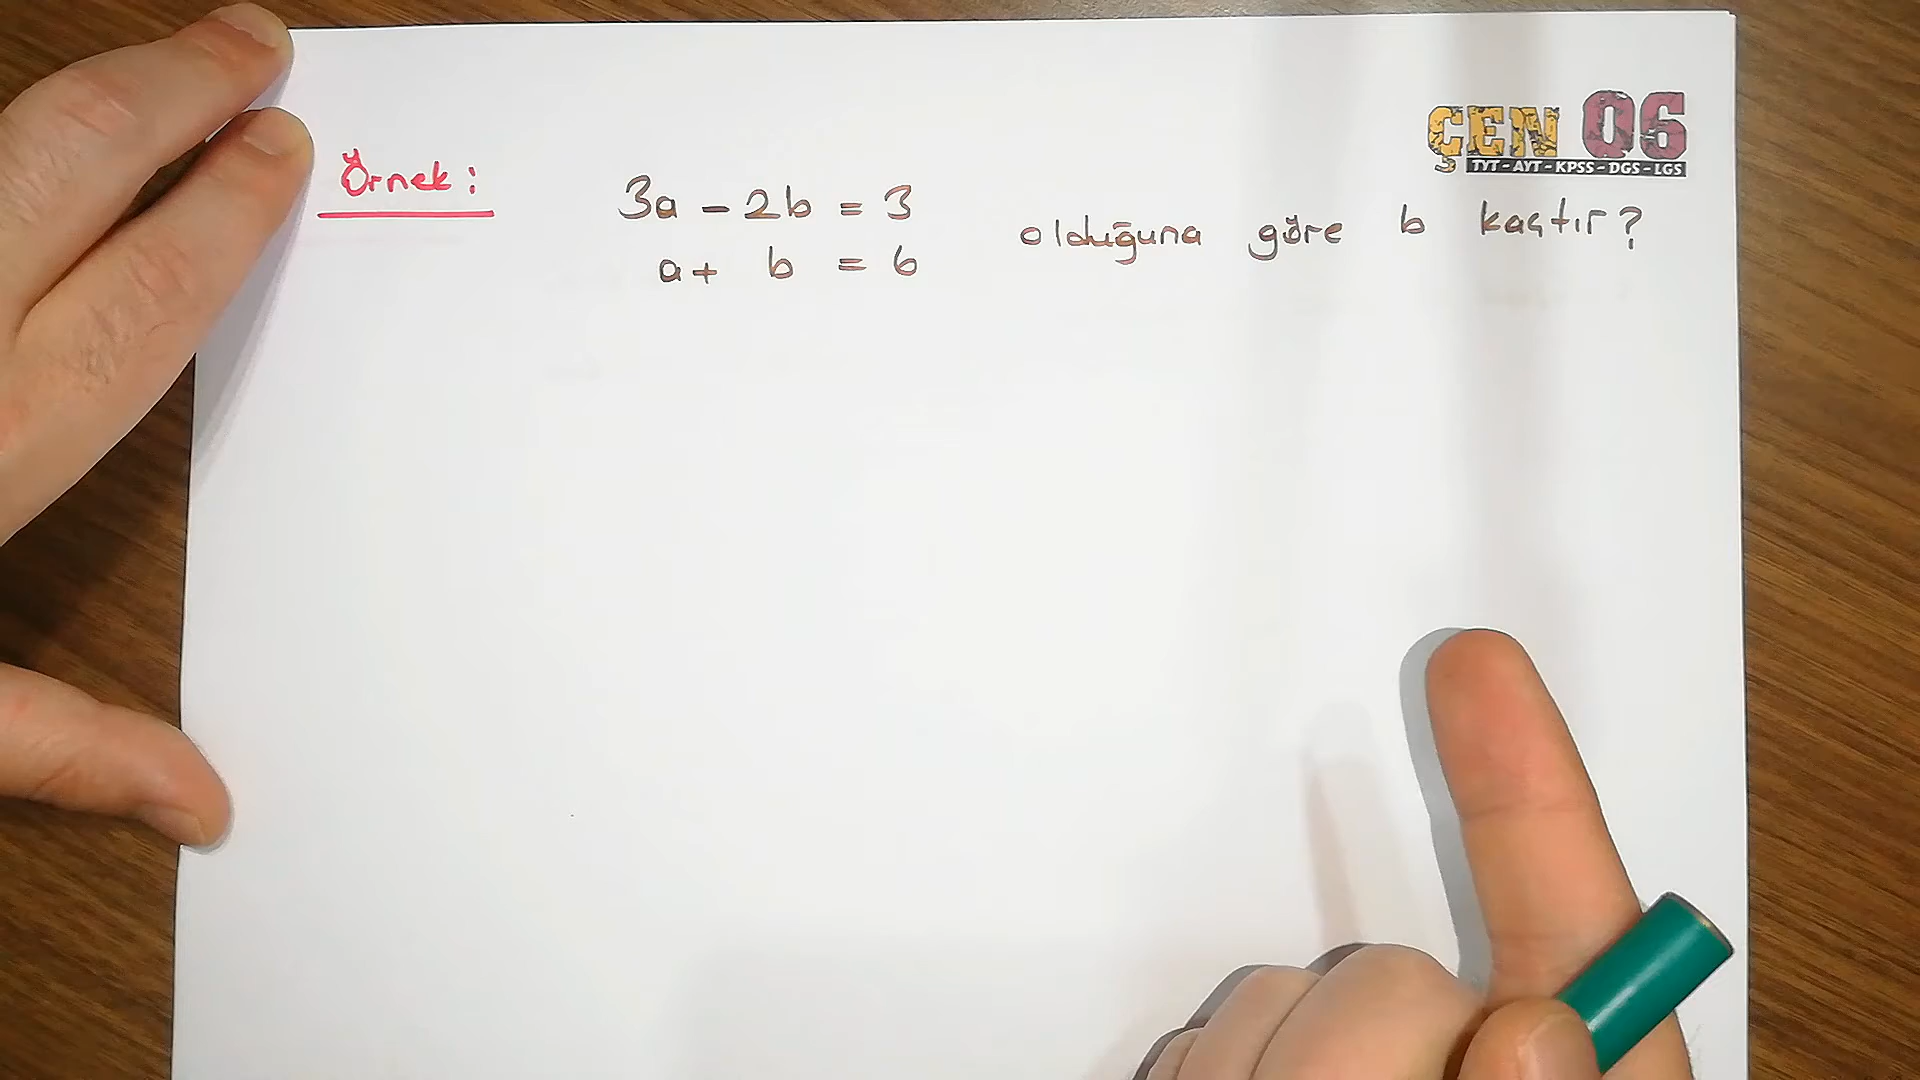 ÇEN 06
TYT - AYT - KPSS - DGS - LGS
Örnek:
3a - 2b = 3
a + b = 6
olduğuna göre b kaçtır?